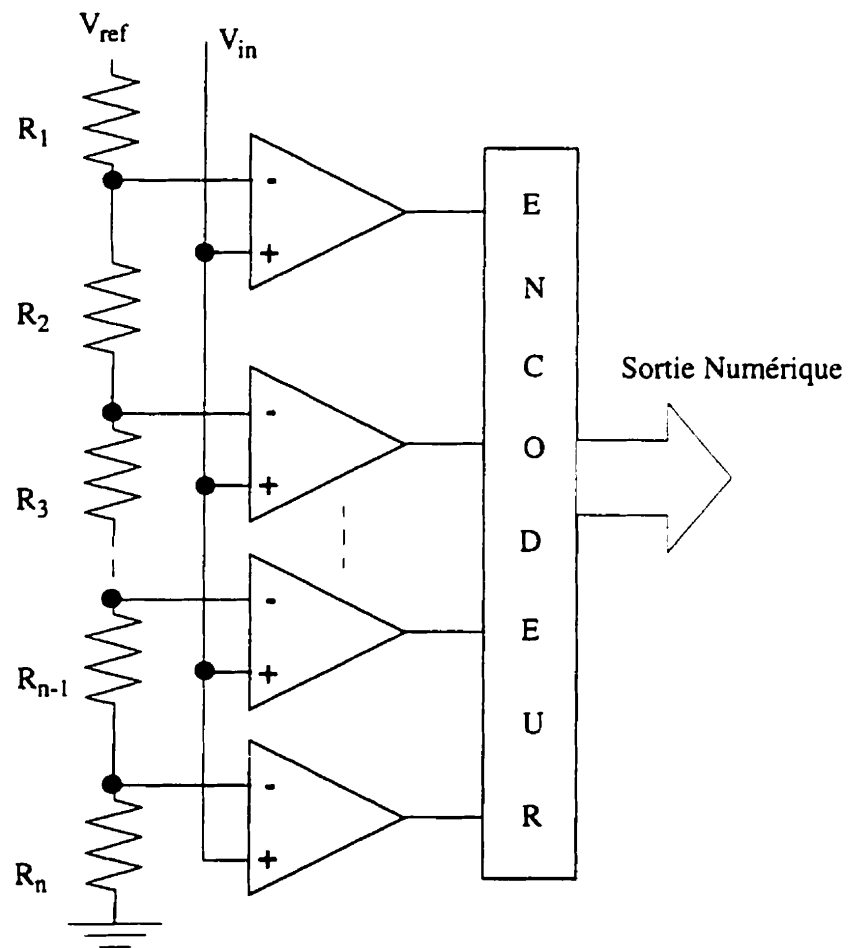 V_ref
V_in
R_1
R_2
R_3
R_n-1
R_n
-
+
-
+
-
+
-
+
E
N
C
O
D
E
U
R
Sortie Numérique